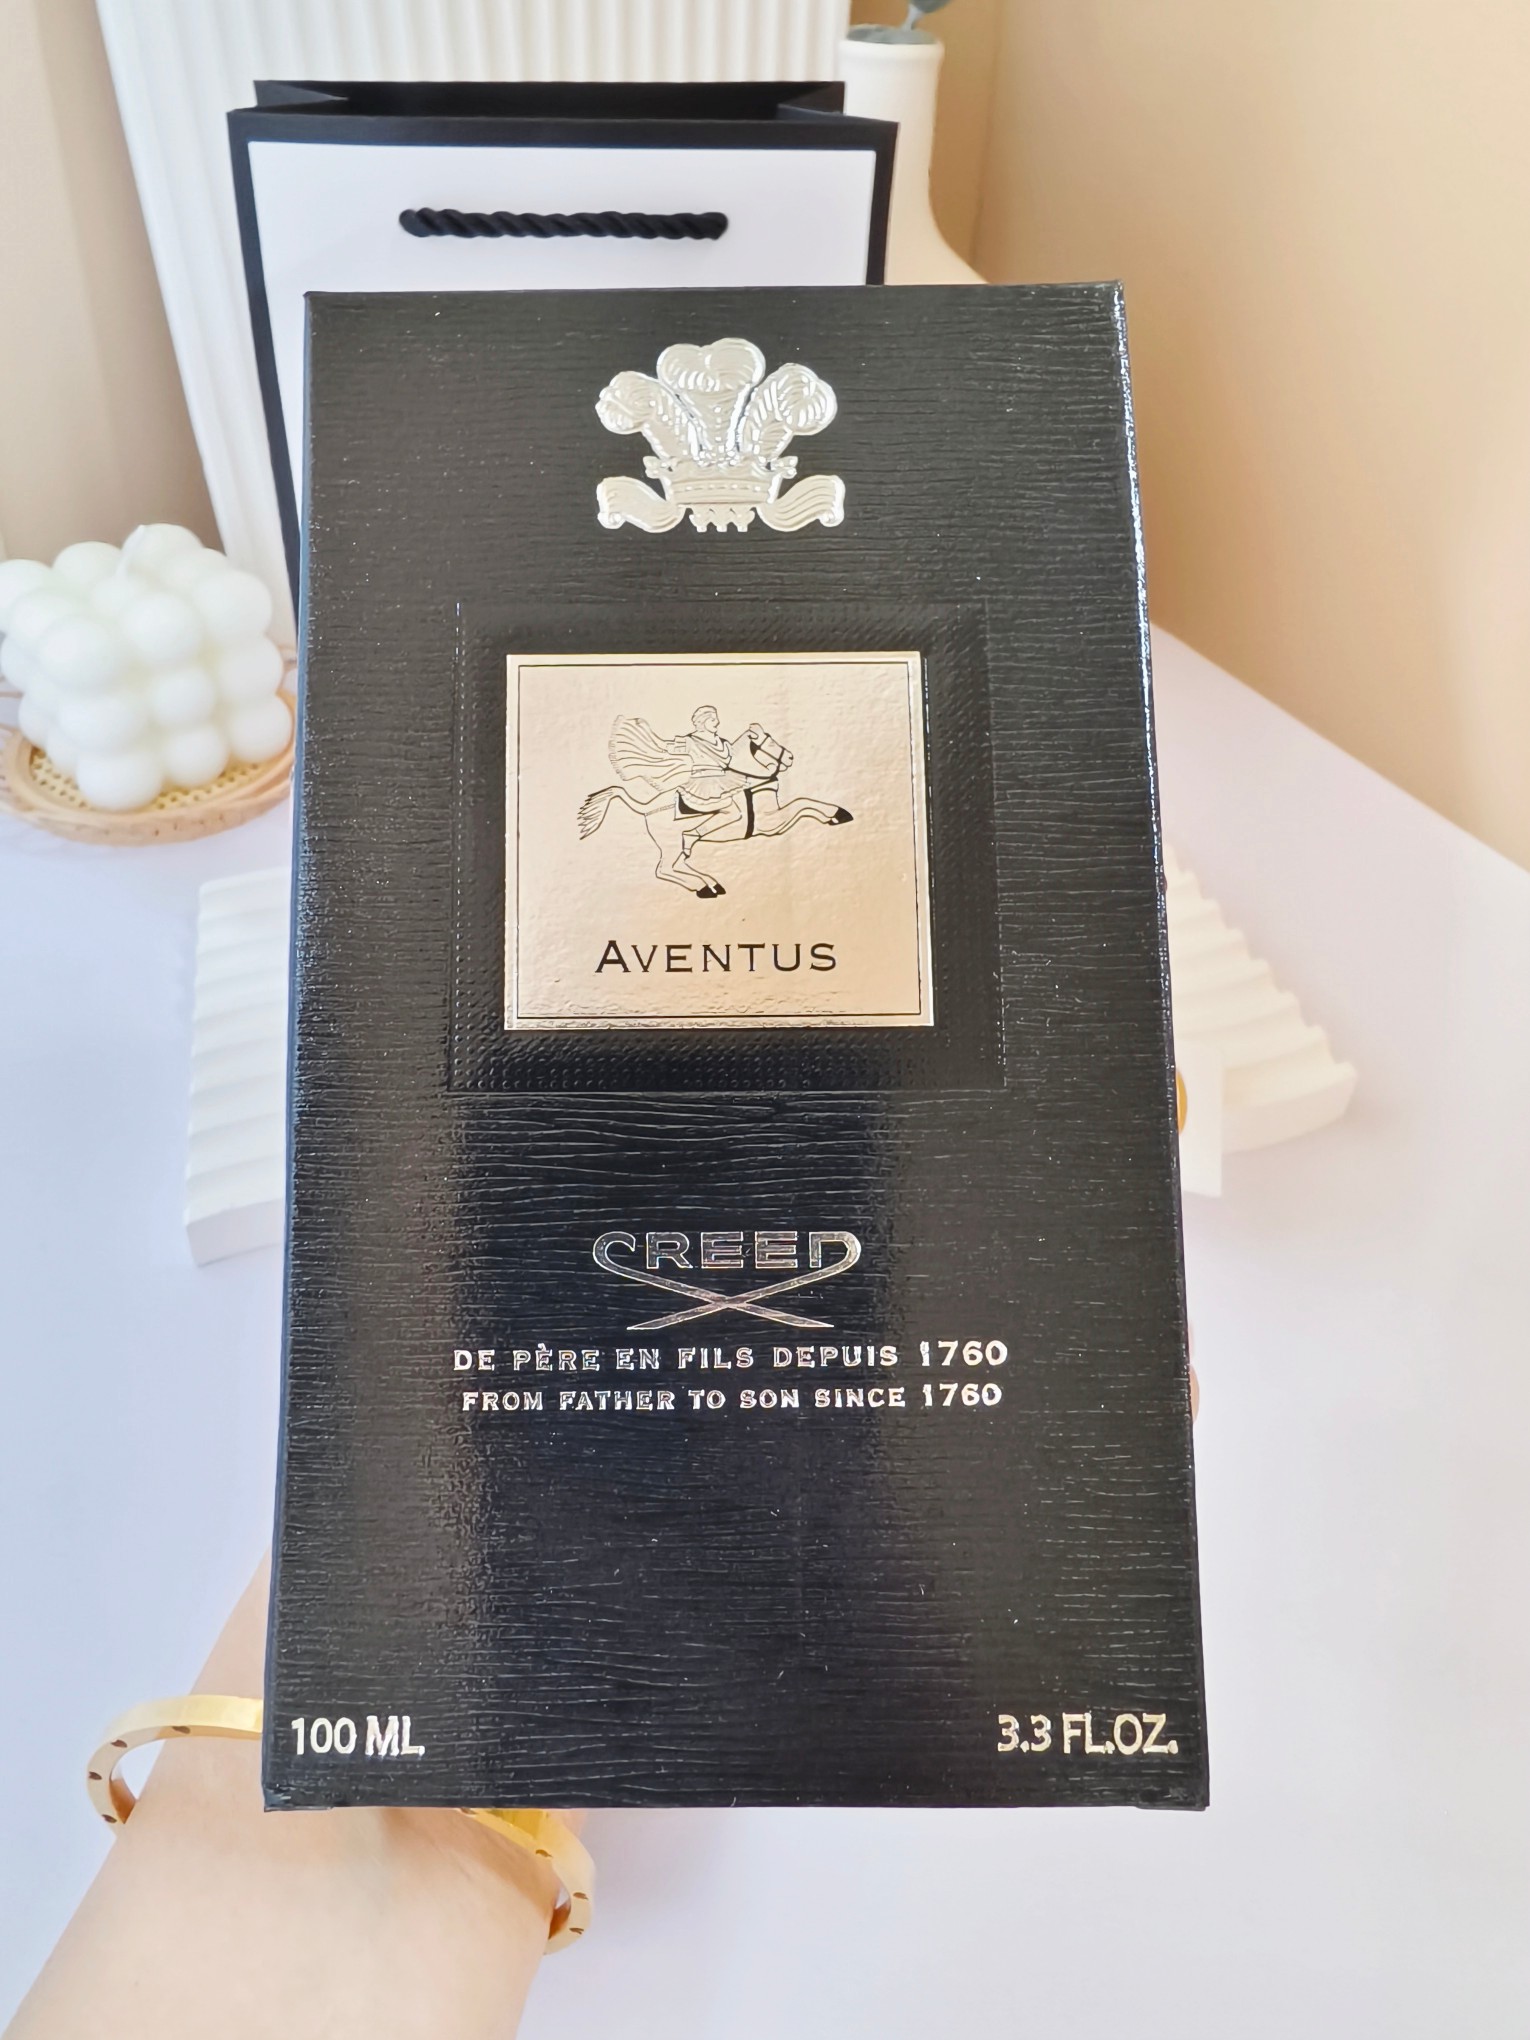 AVENTUS
CREED
DE PÈRE EN FILS DEPUIS 1760
FROM FATHER TO SON SINCE 1760
100 ML
3.3 FL.OZ.